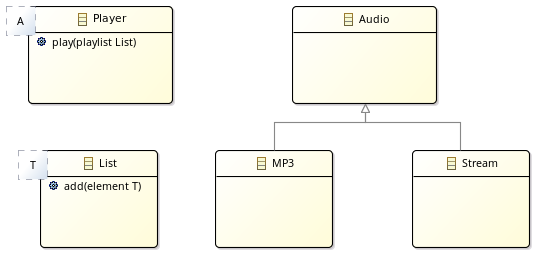 A
Player
play(playlist List)
Audio
T
List
add(element T)
MP3
Stream